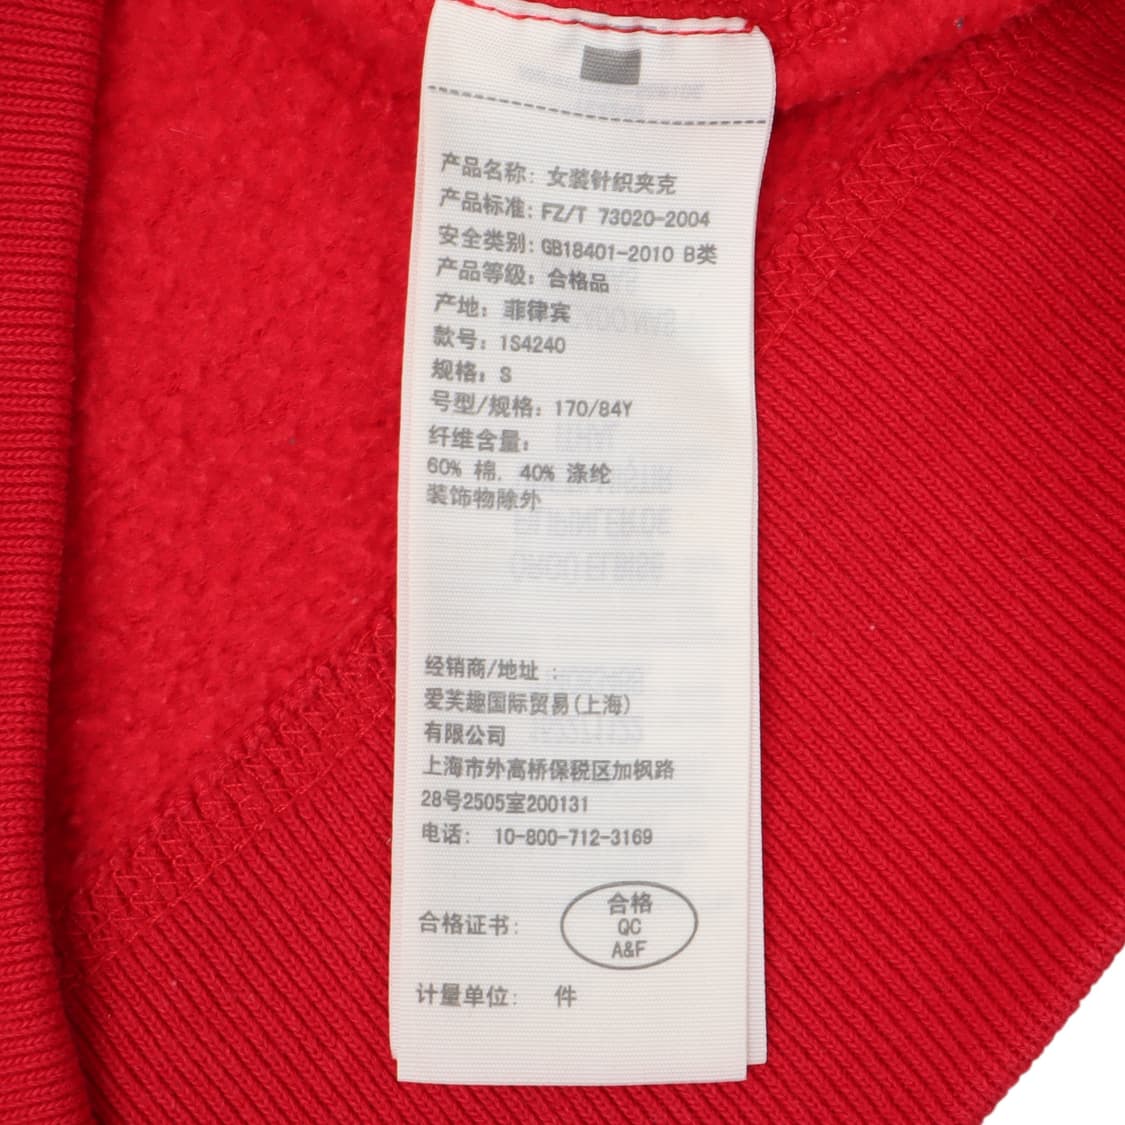 产品名称: 女装针织夹克
产品标准: FZ/T 73020-2004
安全类别: GB18401-2010 B类
产品等级: 合格品
产地: 菲律宾
款号: 1S4240
规格: S
号型/规格: 170/84Y
纤维含量:
60% 棉, 40% 涤纶
装饰物除外
经销商/地址 :
爱芙趣国际贸易(上海)
有限公司
上海市外高桥保税区加枫路
28号2505室200131
电话: 10-800-712-3169
合格证书:
合格
QC
A&F
计量单位: 件